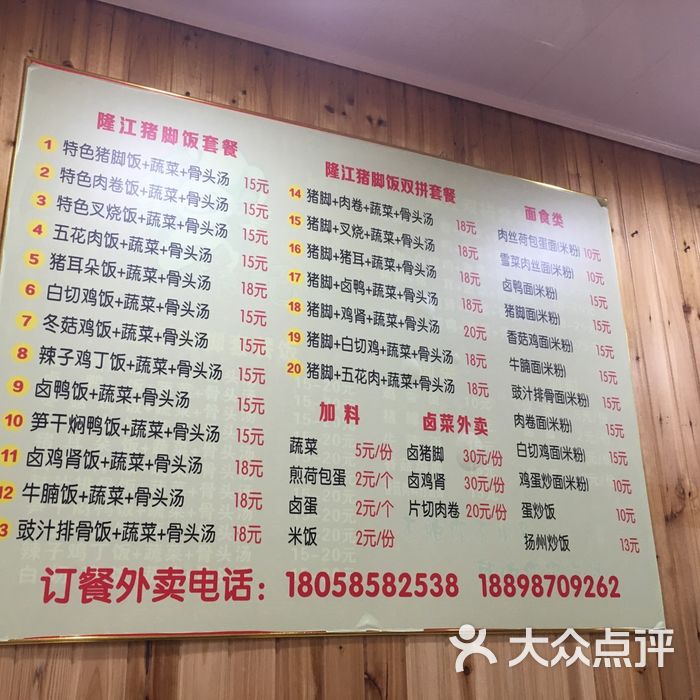 隆江猪脚饭套餐
1 特色猪脚饭+蔬菜+骨头汤 15元
2 特色肉卷饭+蔬菜+骨头汤 15元
3 特色叉烧饭+蔬菜+骨头汤 15元
4 五花肉饭+蔬菜+骨头汤 15元
5 猪耳朵饭+蔬菜+骨头汤 18元
6 白切鸡饭+蔬菜+骨头汤 15元
7 冬菇鸡饭+蔬菜+骨头汤 15元
8 辣子鸡丁饭+蔬菜+骨头汤 15元
9 卤鸭饭+蔬菜+骨头汤 15元
10 笋干焖鸭饭+蔬菜+骨头汤 15元
11 卤鸡肾饭+蔬菜+骨头汤 18元
12 牛腩饭+蔬菜+骨头汤 18元
3 豉汁排骨饭+蔬菜+骨头汤 18元
隆江猪脚饭双拼套餐
14 猪脚+肉卷+蔬菜+骨头汤 18元
15 猪脚+叉烧+蔬菜+骨头汤 18元
16 猪脚+猪耳+蔬菜+骨头汤 18元
17 猪脚+卤鸭+蔬菜+骨头汤 18元
18 猪脚+鸡肾+蔬菜+骨头汤 20元
19 猪脚+白切鸡+蔬菜+骨头汤 18元
20 猪脚+五花肉+蔬菜+骨头汤 18元
加料
蔬菜 5元/份
煎荷包蛋 2元/个
卤蛋 2元/个
米饭 2元/份
卤菜外卖
卤猪脚 30元/份
卤鸡肾 30元/份
片切肉卷 20元/份
面食类
肉丝荷包蛋面(米粉) 10元
雪菜肉丝面(米粉) 10元
卤鸭面(米粉) 15元
猪脚面(米粉) 15元
香菇鸡面(米粉) 15元
牛腩面(米粉) 15元
豉汁排骨面(米粉) 15元
肉卷面(米粉) 15元
白切鸡面(米粉) 15元
鸡蛋炒面(米粉) 10元
蛋炒饭 10元
扬州炒饭 13元
订餐外卖电话：18058582538 18898709262
大众点评